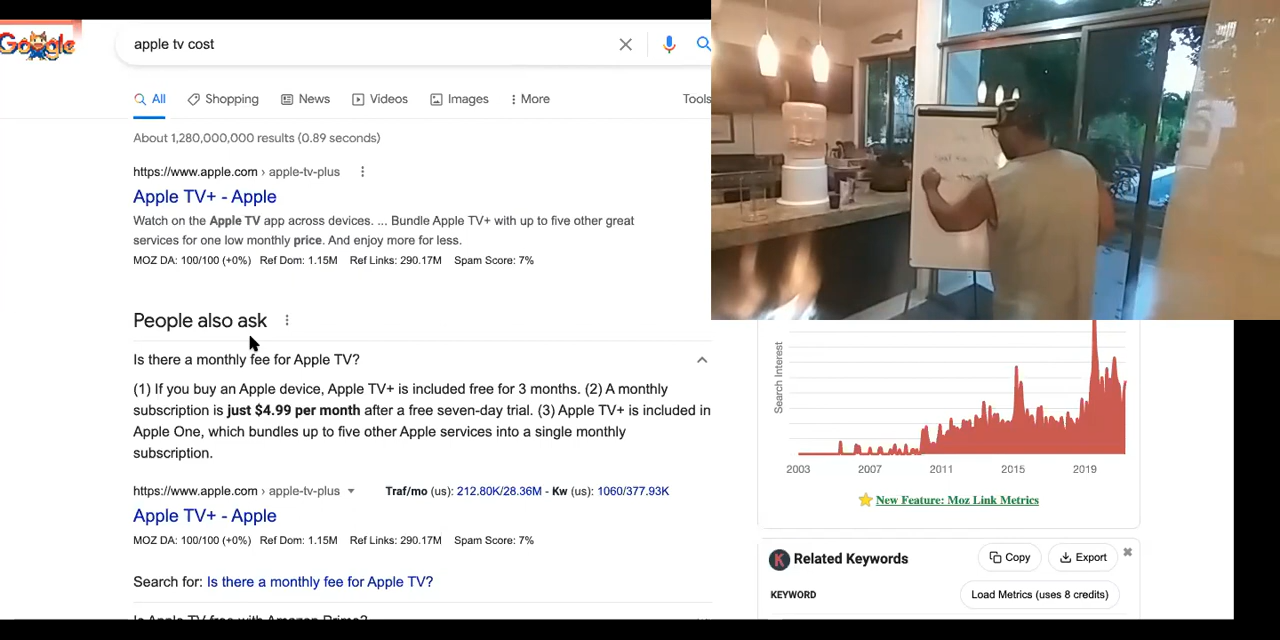 Google
apple tv cost
All
Shopping
News
Videos
Images
More
Tools
About 1,280,000,000 results (0.89 seconds)
https://www.apple.com › apple-tv-plus
Apple TV+ - Apple
Watch on the Apple TV app across devices. ... Bundle Apple TV+ with up to five other great
services for one low monthly price. And enjoy more for less.
MOZ DA: 100/100 (+0%) Ref Dom: 1.15M Ref Links: 290.17M Spam Score: 7%
People also ask
Is there a monthly fee for Apple TV?
(1) If you buy an Apple device, Apple TV+ is included free for 3 months. (2) A monthly
subscription is just $4.99 per month after a free seven-day trial. (3) Apple TV+ is included in
Apple One, which bundles up to five other Apple services into a single monthly
subscription.
https://www.apple.com › apple-tv-plus
Traf/mo (us): 212.80K/28.36M - Kw (us): 1060/377.93K
Apple TV+ - Apple
MOZ DA: 100/100 (+0%) Ref Dom: 1.15M Ref Links: 290.17M Spam Score: 7%
Search for: Is there a monthly fee for Apple TV?
Is Apple TV free with Amazon Prime?
Search Interest
2003 2007 2011 2015 2019
New Feature: Moz Link Metrics
K Related Keywords
Copy
Export
KEYWORD
Load Metrics (uses 8 credits)